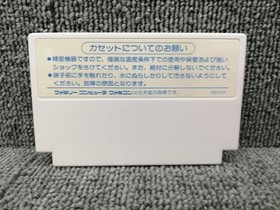 カセットについてのお願い
●精密機器ですので、極端な温度条件下での使用や保管および強い
ショックをさけてください。また、絶対に分解しないでください。
●端子部に手を触れたり、水にぬらしたりして汚さないようにして
ください。故障の原因となります。
ファミリーコンピュータ ファミコンは任天堂の商標です。